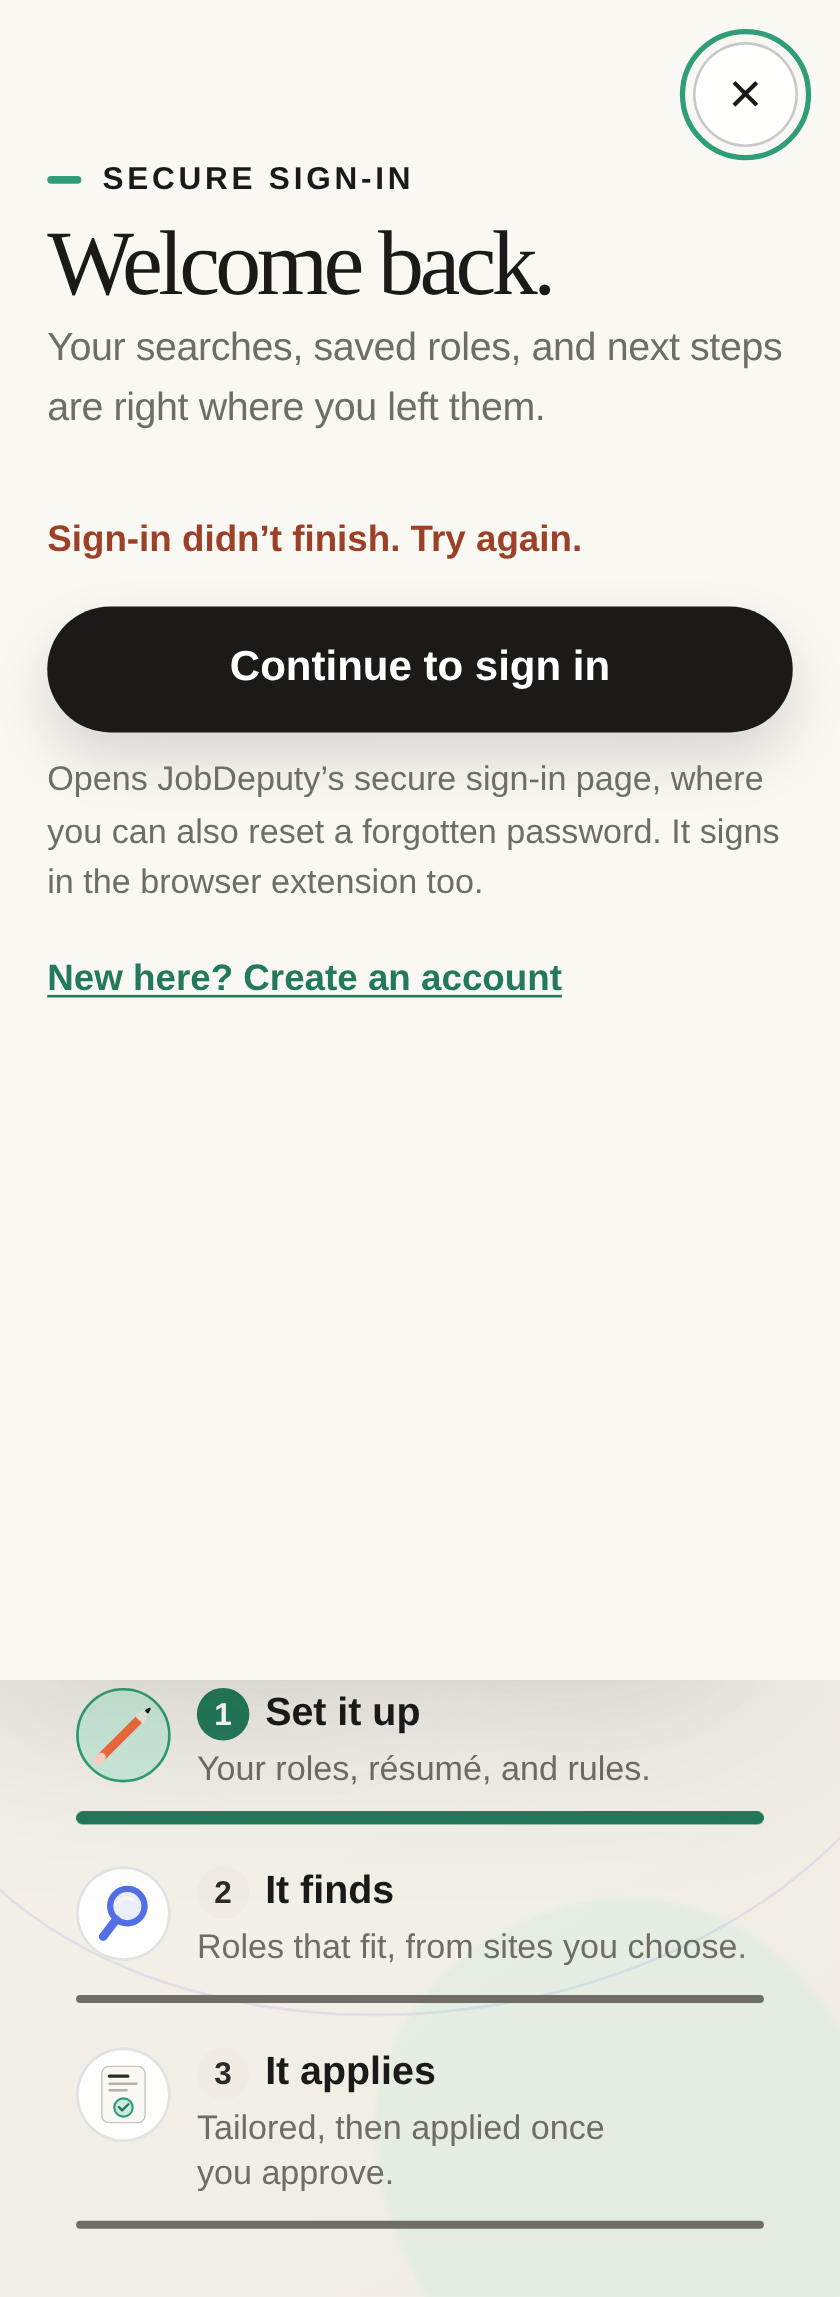 SECURE SIGN-IN
Welcome back.
Your searches, saved roles, and next steps
are right where you left them.
Sign-in didn’t finish. Try again.
Continue to sign in
Opens JobDeputy’s secure sign-in page, where
you can also reset a forgotten password. It signs
in the browser extension too.
New here? Create an account
1 Set it up
Your roles, résumé, and rules.
2 It finds
Roles that fit, from sites you choose.
3 It applies
Tailored, then applied once
you approve.